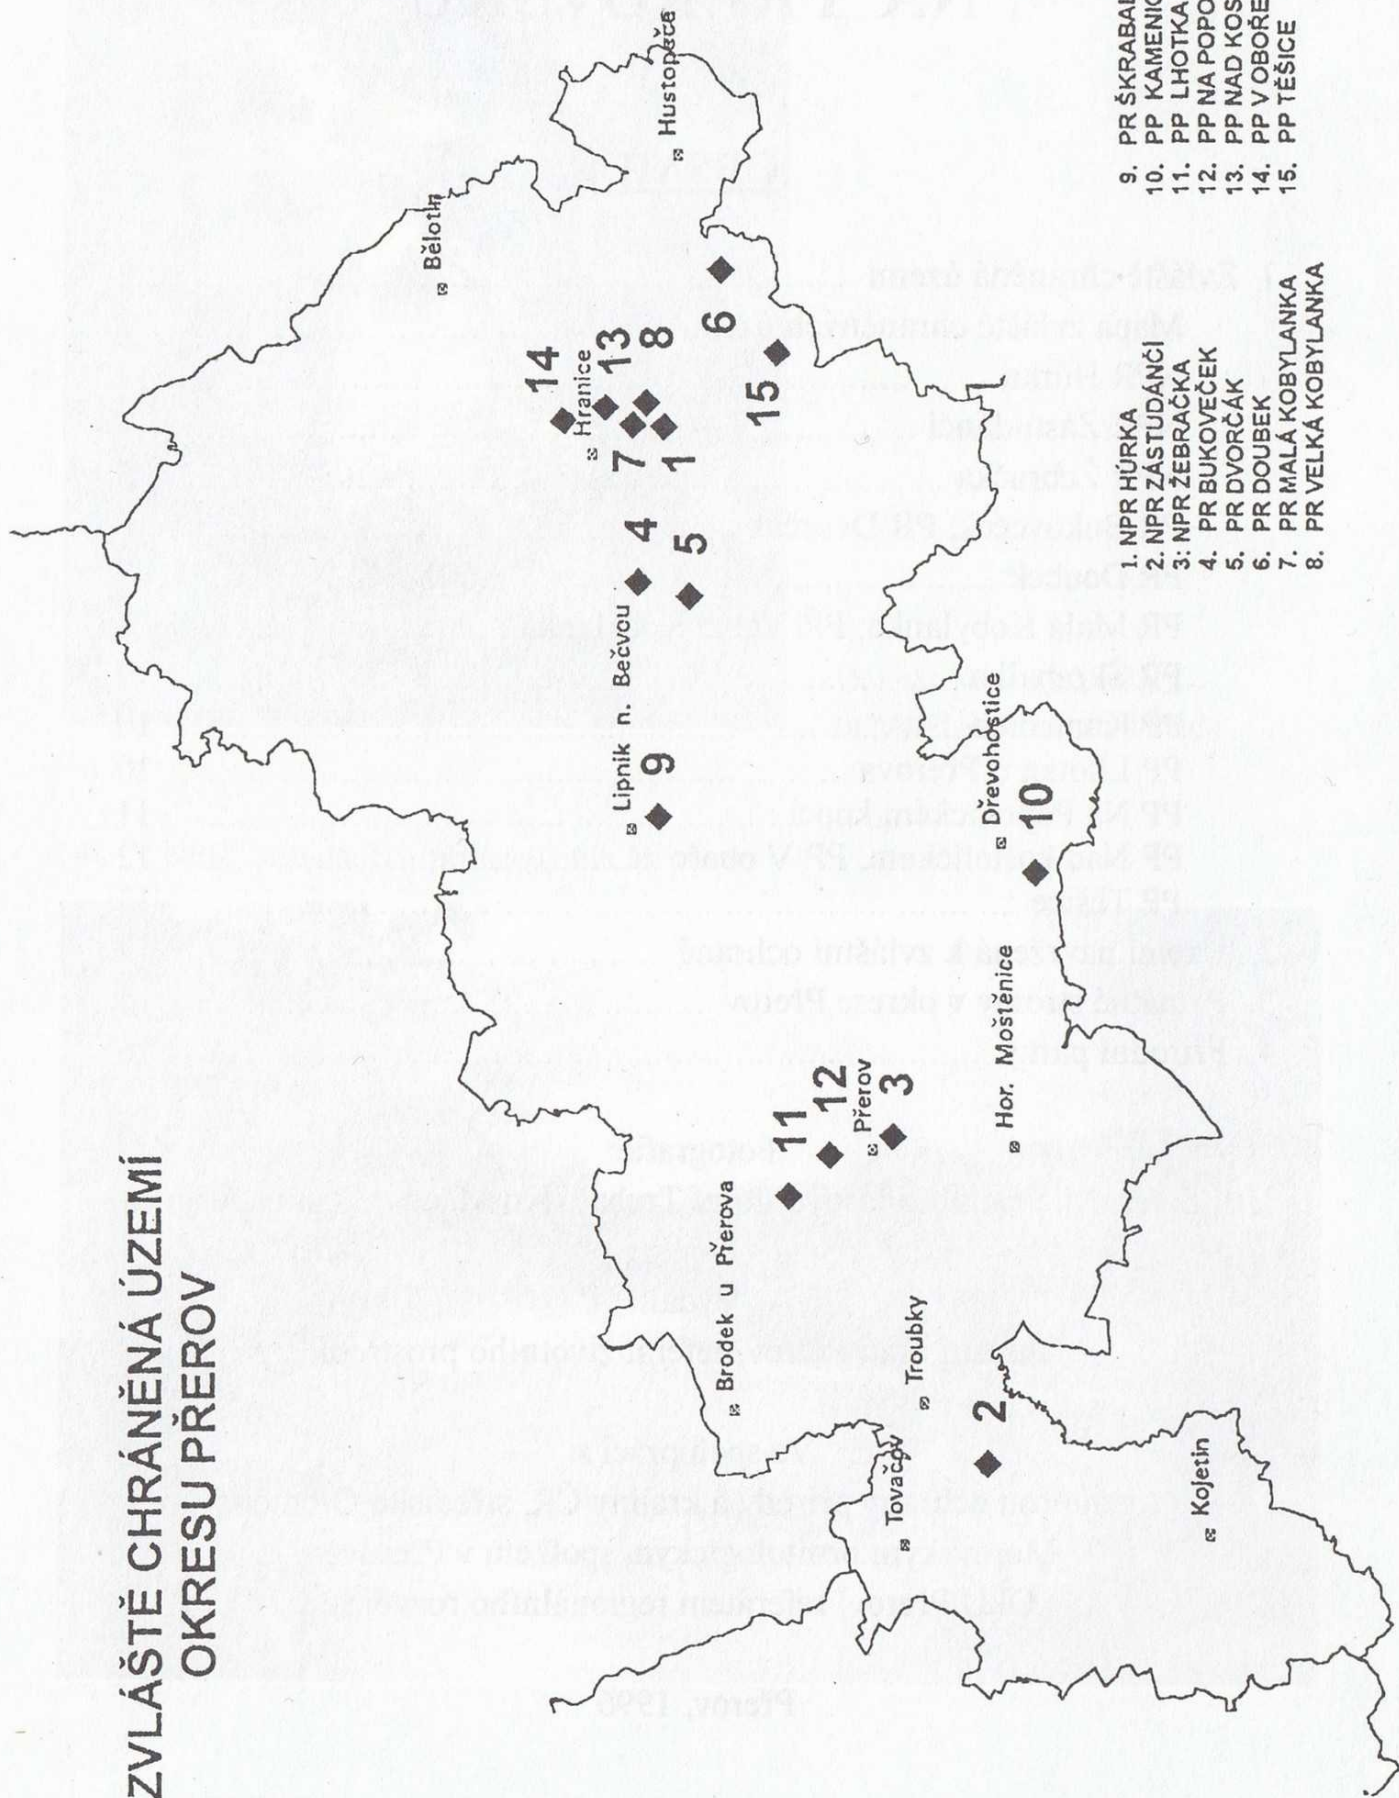 ZVLÁŠTĚ CHRÁNĚNÁ ÚZEMÍ
OKRESU PŘEROV
Bělotín
Hustopeče
14
Hranice
13
7
8
1
6
15
4
5
Lipník n. Bečvou
9
Dřevohostice
10
Hor. Moštěnice
11
12
Přerov
3
Brodek u Přerova
Troubky
Tovačov
2
Kojetín
1. NPR HŮRKA
2. NPR ZÁSTUDÁNČÍ
3: NPR ŽEBRAČKA
4. PR BUKOVEČEK
5. PR DVORČÁK
6. PR DOUBEK
7. PR MALÁ KOBYLANKA
8. PR VELKÁ KOBYLANKA
9. PR ŠKRABAL
10. PP KAMENIC
11. PP LHOTKA
12. PP NA POPO
13. PP NAD KOS
14. PP V OBOŘE
15. PP TĚŠICE
Přerov, 1996